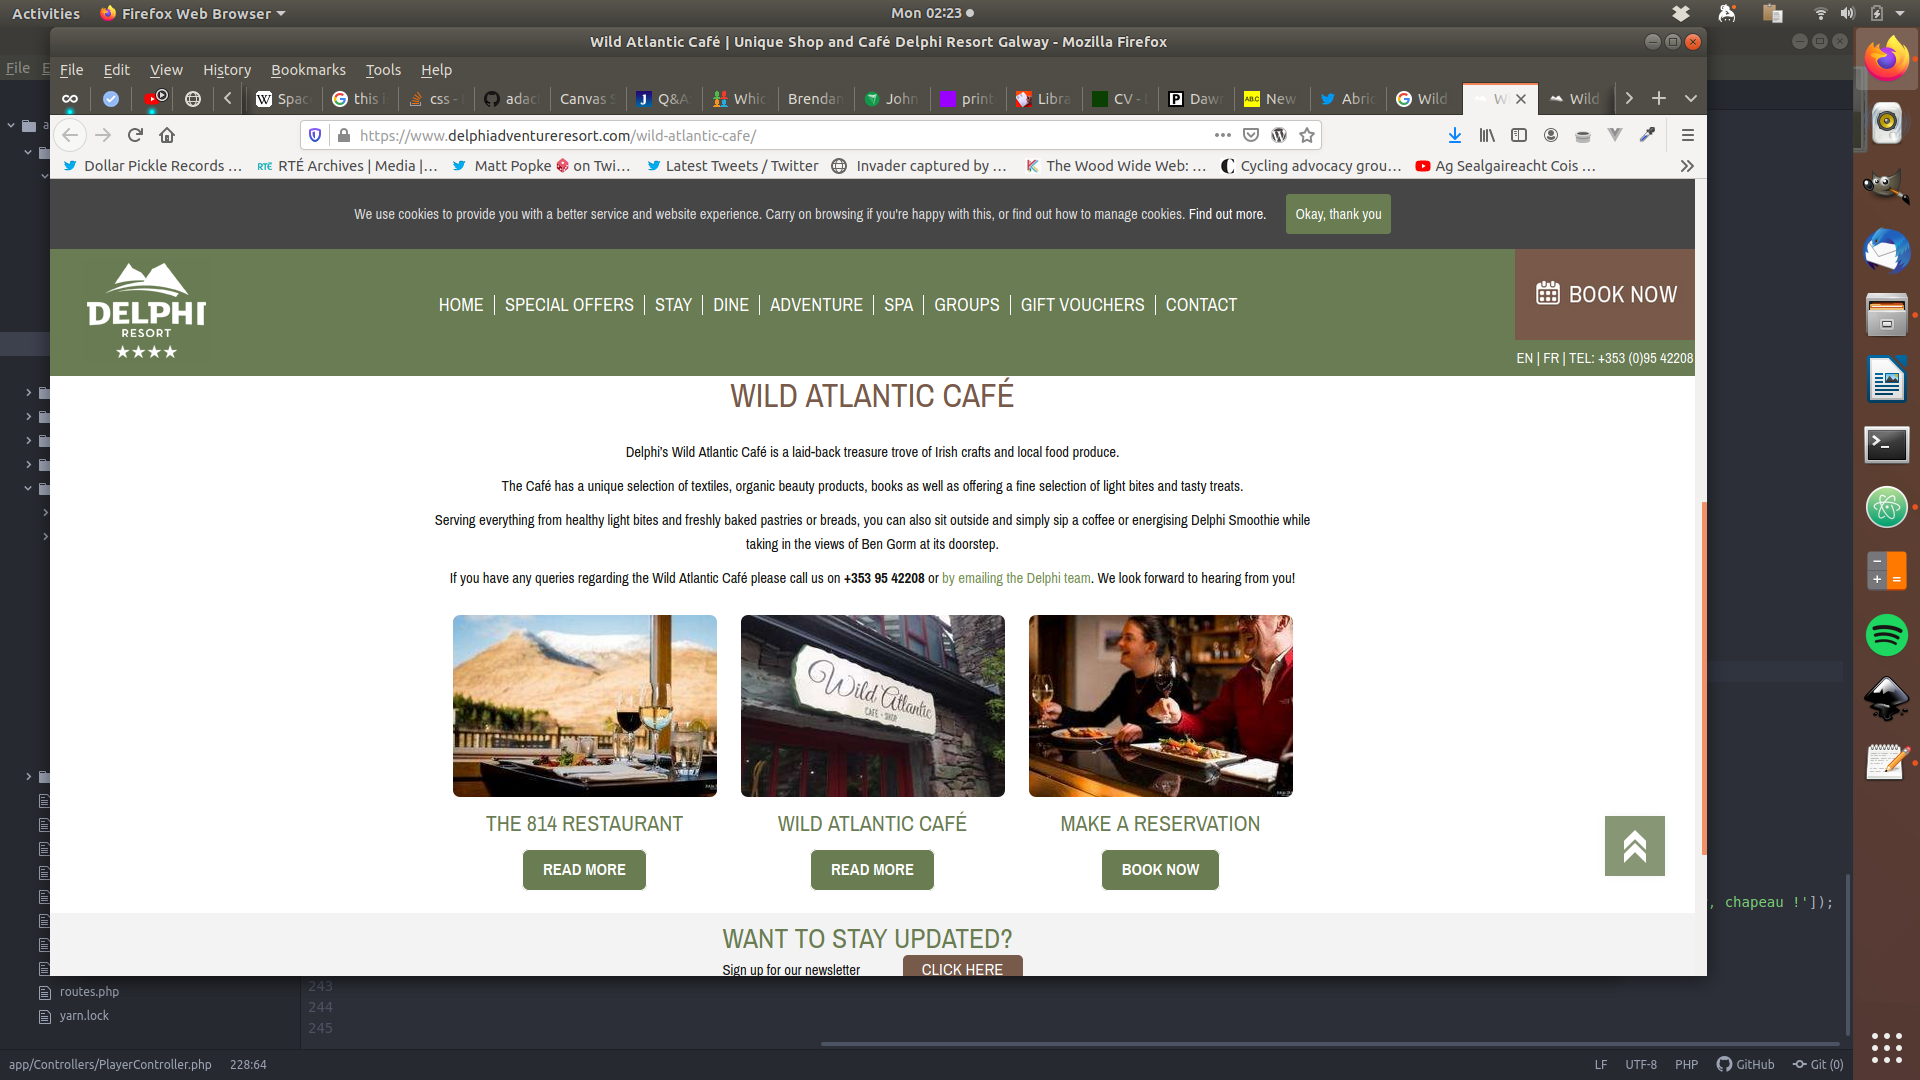 Activities Firefox Web Browser Mon 02:23
Wild Atlantic Café | Unique Shop and Café Delphi Resort Galway - Mozilla Firefox
File Edit View History Bookmarks Tools Help
File
Spac this i css - adac Canvas S Q&A Whic Brendan John print Libra CV - Dawn New Abric Wild Wild
https://www.delphiadventureresort.com/wild-atlantic-cafe/
Dollar Pickle Records ... RTÉ Archives | Media |... Matt Popke on Twi... Latest Tweets / Twitter Invader captured by ... The Wood Wide Web: ... Cycling advocacy grou... Ag Sealgaireacht Cois ...
We use cookies to provide you with a better service and website experience. Carry on browsing if you're happy with this, or find out how to manage cookies. Find out more. Okay, thank you
DELPHI
RESORT
HOME SPECIAL OFFERS STAY DINE ADVENTURE SPA GROUPS GIFT VOUCHERS CONTACT
BOOK NOW
EN | FR | TEL: +353 (0)95 42208
WILD ATLANTIC CAFÉ
Delphi's Wild Atlantic Café is a laid-back treasure trove of Irish crafts and local food produce.
The Café has a unique selection of textiles, organic beauty products, books as well as offering a fine selection of light bites and tasty treats.
Serving everything from healthy light bites and freshly baked pastries or breads, you can also sit outside and simply sip a coffee or energising Delphi Smoothie while
taking in the views of Ben Gorm at its doorstep.
If you have any queries regarding the Wild Atlantic Café please call us on +353 95 42208 or by emailing the Delphi team. We look forward to hearing from you!
Wild Atlantic
CAFE • SHOP
THE 814 RESTAURANT WILD ATLANTIC CAFÉ MAKE A RESERVATION
READ MORE READ MORE BOOK NOW
, chapeau !']);
WANT TO STAY UPDATED?
Sign up for our newsletter CLICK HERE
routes.php 243
244
yarn.lock
245
app/Controllers/PlayerController.php 228:64 LF UTF-8 PHP GitHub Git (0)